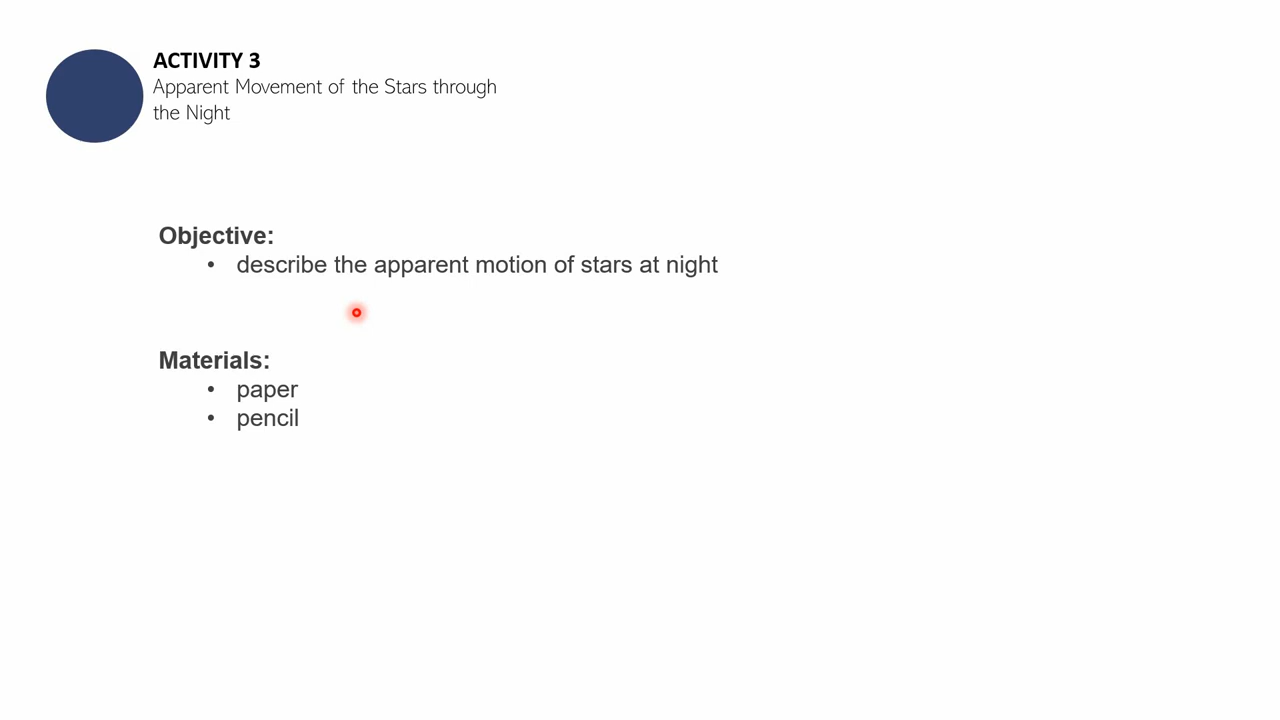 ACTIVITY 3
Apparent Movement of the Stars through
the Night
Objective:
• describe the apparent motion of stars at night
Materials:
• paper
• pencil